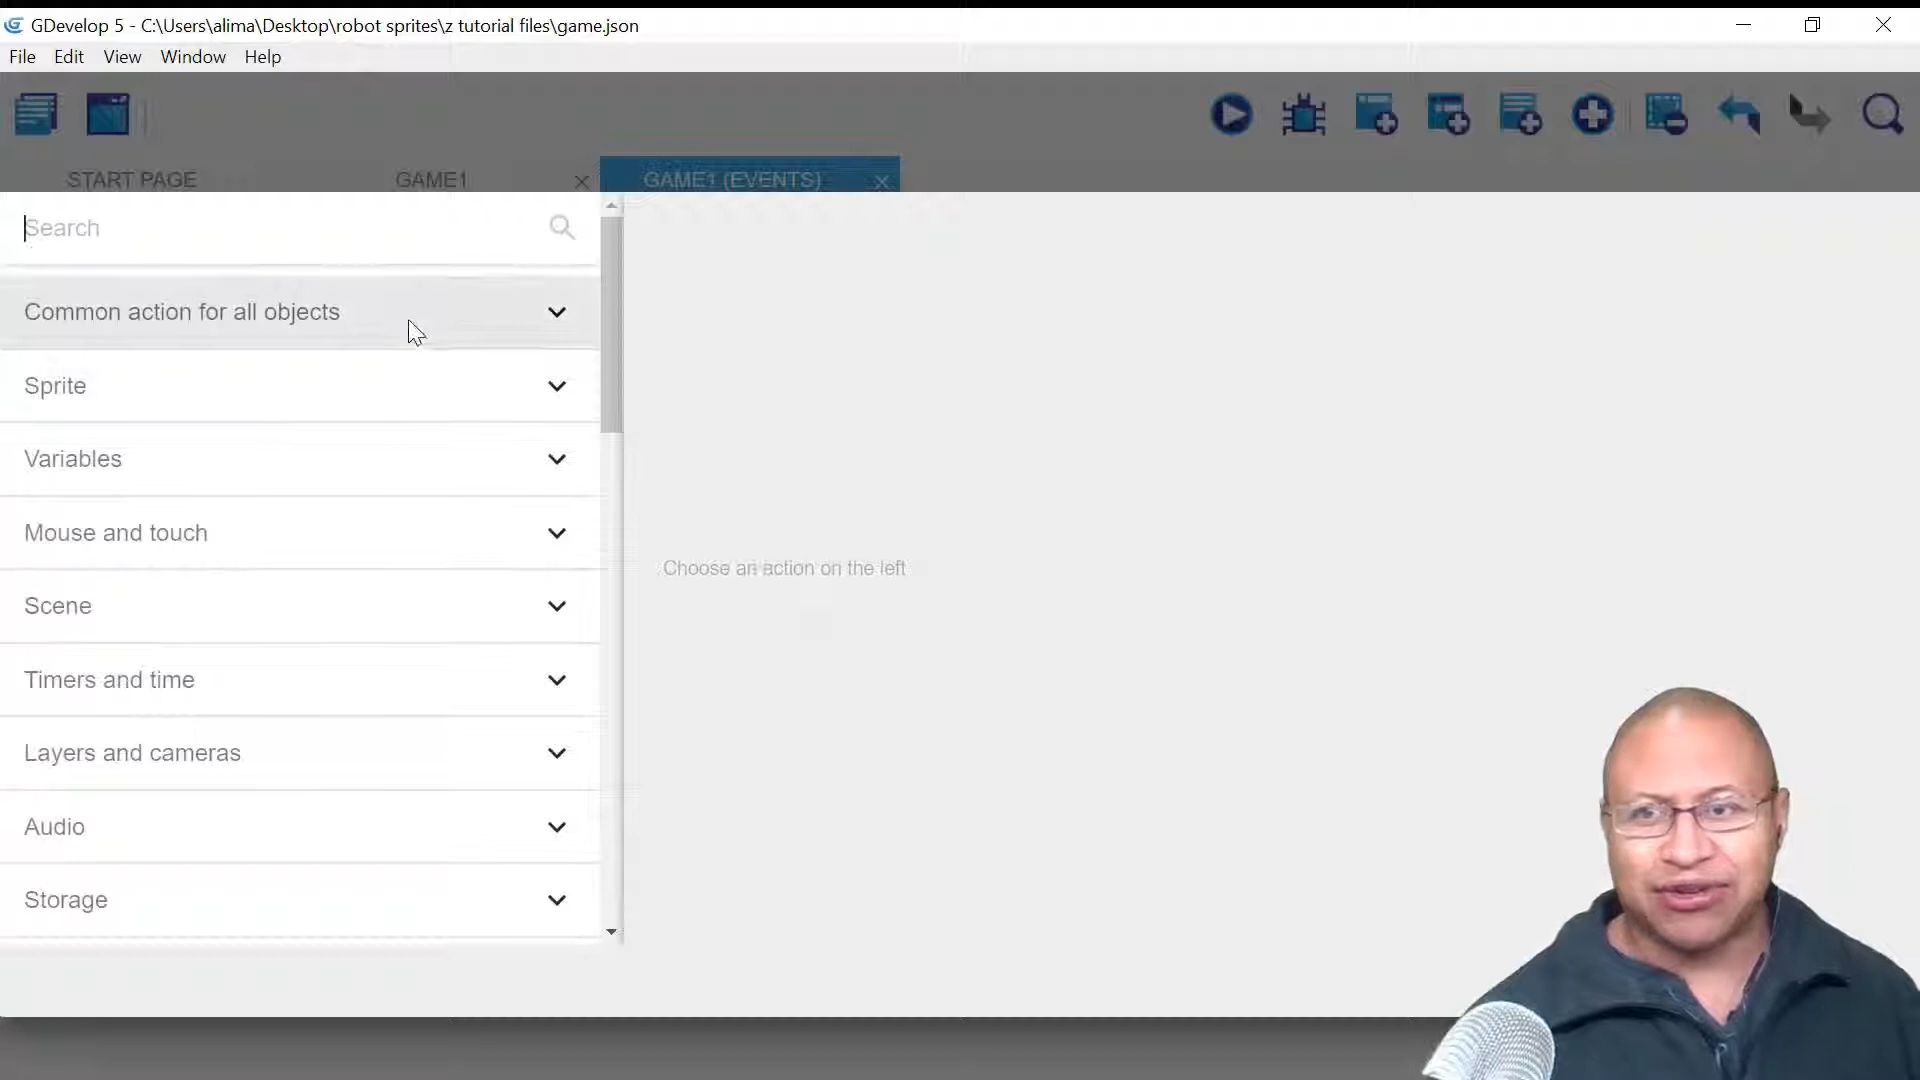 GDevelop 5 - C:\Users\alima\Desktop\robot sprites\z tutorial files\game.json
File Edit View Window Help
START PAGE GAME1 GAME1 (EVENTS)
Search
Common action for all objects
Sprite
Variables
Mouse and touch
Choose an action on the left
Scene
Timers and time
Layers and cameras
Audio
Storage